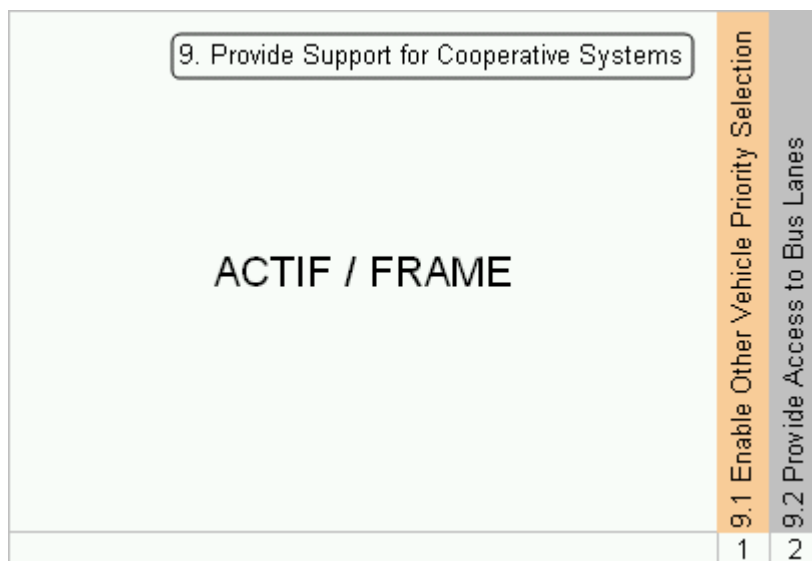 9. Provide Support for Cooperative Systems
ACTIF / FRAME
9.1 Enable Other Vehicle Priority Selection
9.2 Provide Access to Bus Lanes
1
2